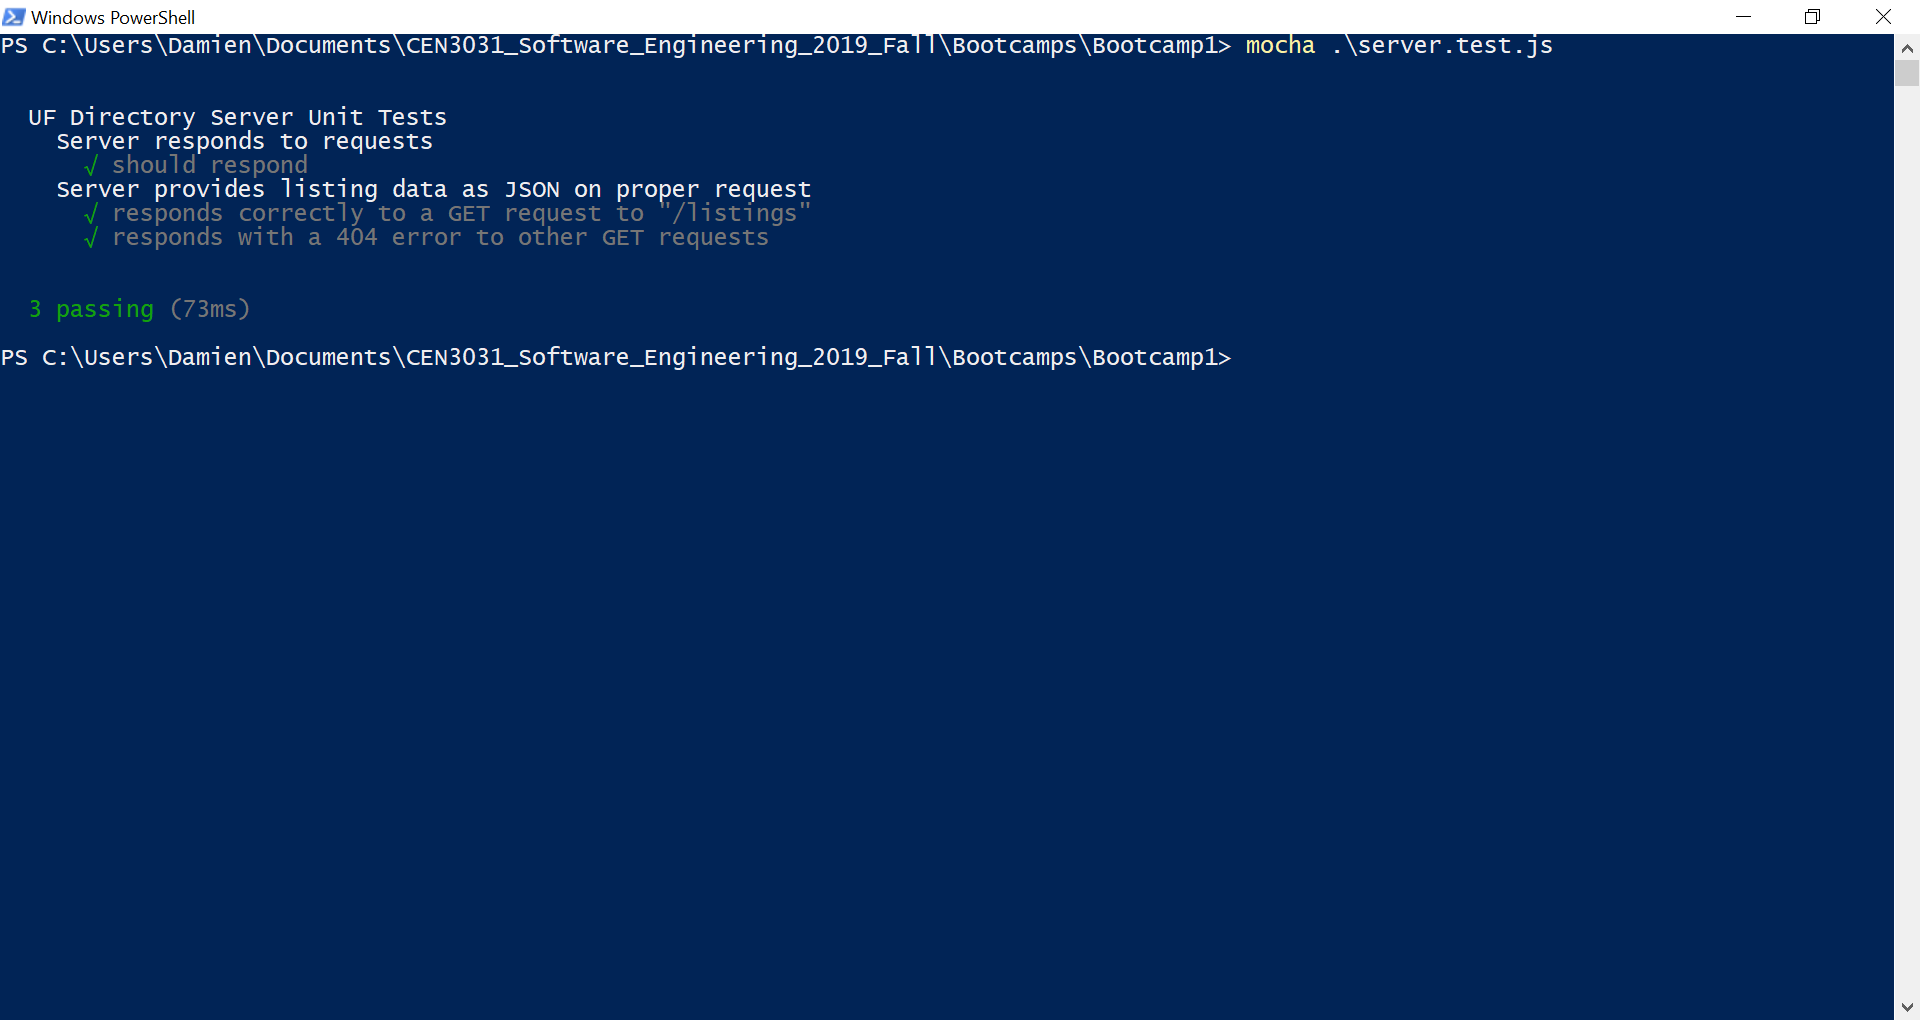 Windows PowerShell
PS C:\Users\Damien\Documents\CEN3031_Software_Engineering_2019_Fall\Bootcamps\Bootcamp1> mocha .\server.test.js
UF Directory Server Unit Tests
Server responds to requests
√ should respond
Server provides listing data as JSON on proper request
√ responds correctly to a GET request to "/listings"
√ responds with a 404 error to other GET requests
3 passing (73ms)
PS C:\Users\Damien\Documents\CEN3031_Software_Engineering_2019_Fall\Bootcamps\Bootcamp1>